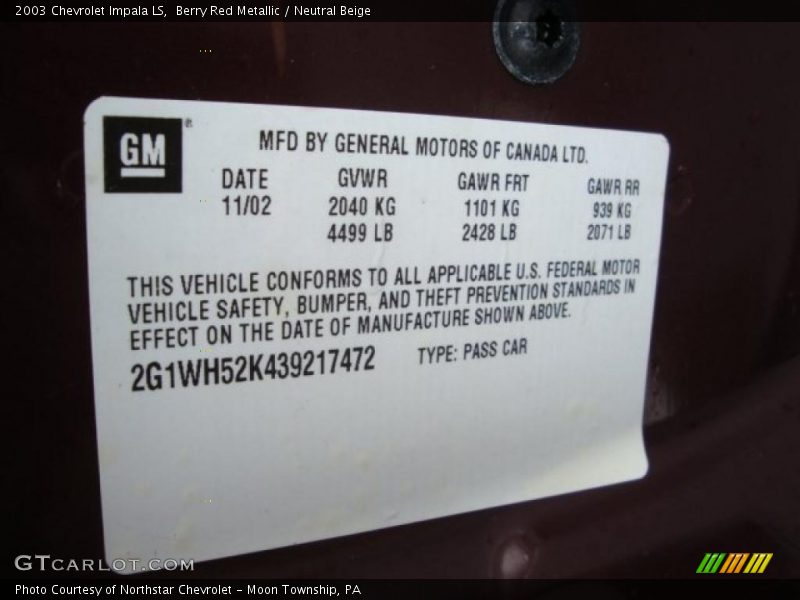 2003 Chevrolet Impala LS,  Berry Red Metallic / Neutral Beige
GM®
MFD BY GENERAL MOTORS OF CANADA LTD.
DATE GVWR GAWR FRT GAWR RR
11/02 2040 KG 1101 KG 939 KG
4499 LB 2428 LB 2071 LB
THIS VEHICLE CONFORMS TO ALL APPLICABLE U.S. FEDERAL MOTOR
VEHICLE SAFETY, BUMPER, AND THEFT PREVENTION STANDARDS IN
EFFECT ON THE DATE OF MANUFACTURE SHOWN ABOVE.
2G1WH52K439217472 TYPE: PASS CAR
GTCARLOT.COM
Photo Courtesy of Northstar Chevrolet - Moon Township, PA